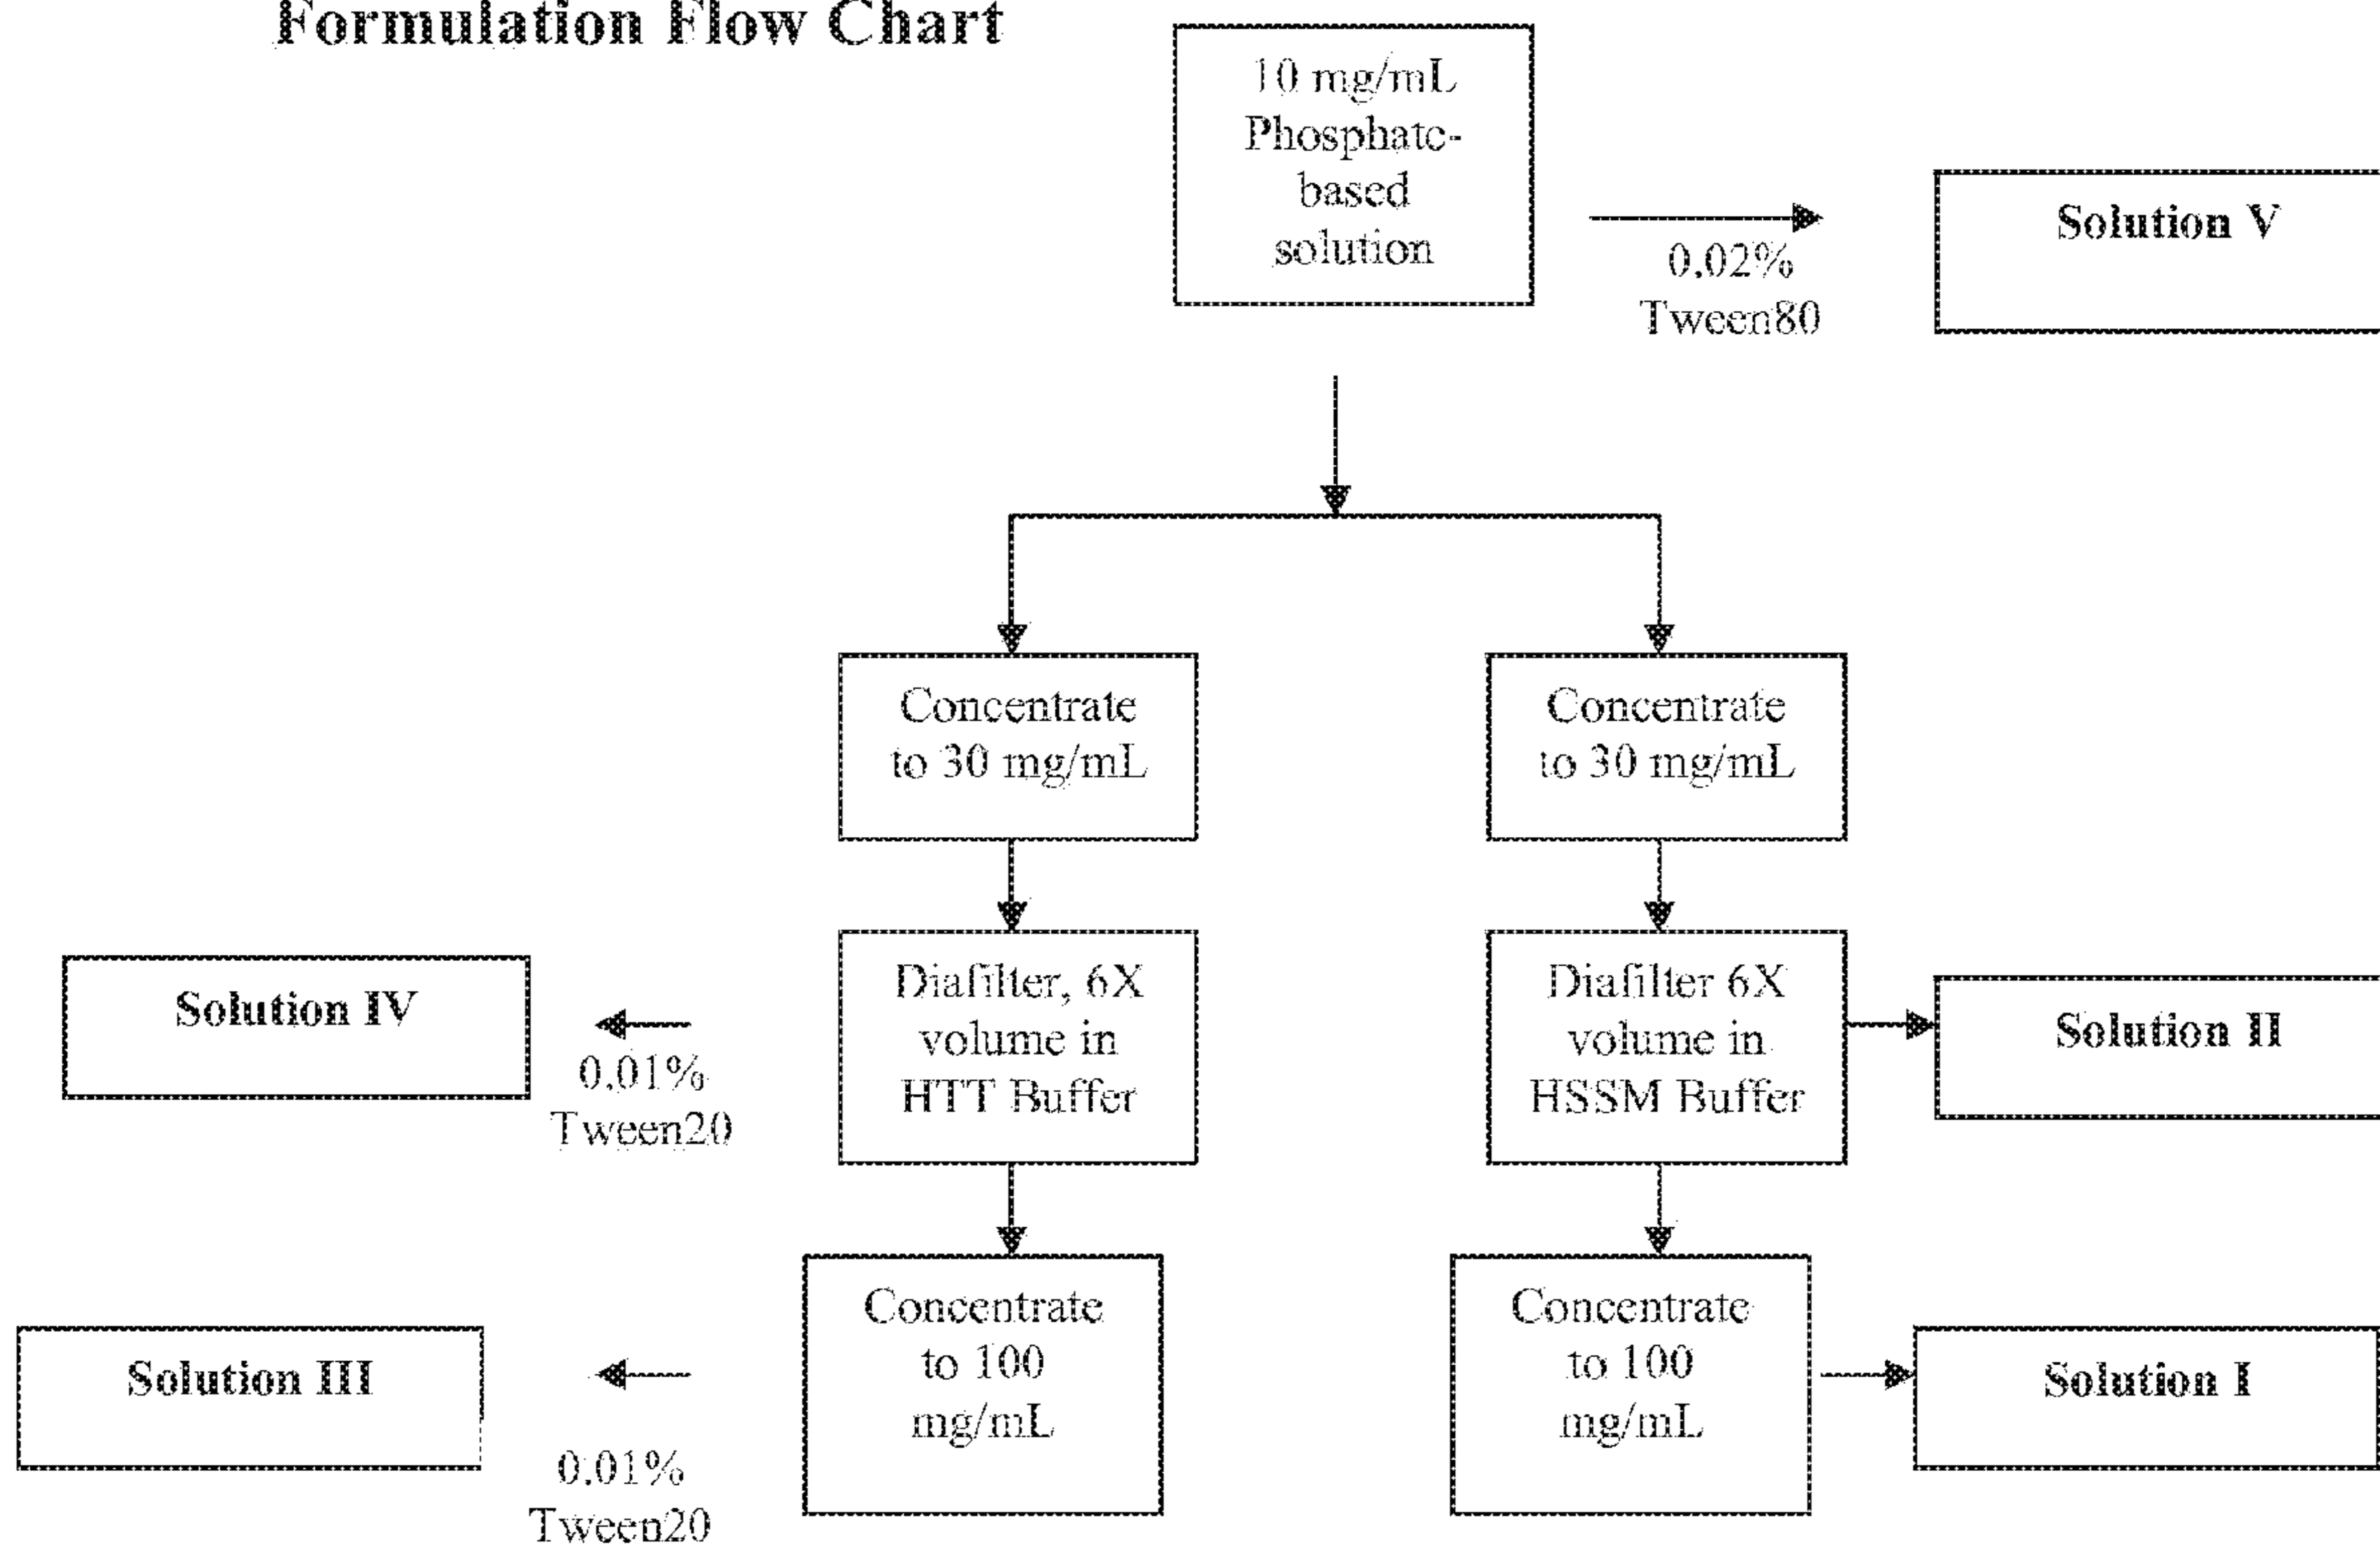 Formulation Flow Chart
10 mg/mL
Phosphate-
based
solution
0.02%
Tween80
Solution V
Concentrate
to 30 mg/mL
Concentrate
to 30 mg/mL
Solution IV
0.01%
Tween20
Diafilter, 6X
volume in
HTT Buffer
Diafilter 6X
volume in
HSSM Buffer
Solution II
Solution III
0.01%
Tween20
Concentrate
to 100
mg/mL
Concentrate
to 100
mg/mL
Solution I